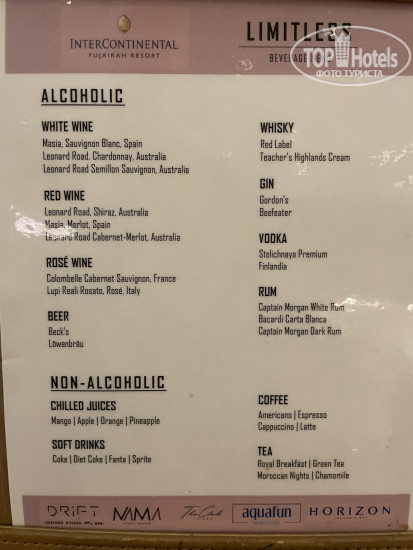 INTERCONTINENTAL
FUJAIRAH RESORT
LIMITLESS
BEVERAGE
TopHotels
ФОТО ТУРИСТА
ALCOHOLIC
WHITE WINE
Masia, Sauvignon Blanc, Spain
Leonard Road, Chardonnay, Australia
Leonard Road Semillon Sauvignon, Australia
RED WINE
Leonard Road, Shiraz, Australia
Masia, Merlot, Spain
Leonard Road Cabernet-Merlot, Australia
ROSÉ WINE
Colombelle Cabernet Sauvignon, France
Lupi Reali Rosato, Rosé, Italy
BEER
Beck's
Löwenbräu
WHISKY
Red Label
Teacher's Highlands Cream
GIN
Gordon's
Beefeater
VODKA
Stolichnaya Premium
Finlandia
RUM
Captain Morgan White Rum
Bacardi Carta Blanca
Captain Morgan Dark Rum
NON-ALCOHOLIC
CHILLED JUICES
Mango | Apple | Orange | Pineapple
SOFT DRINKS
Coke | Diet Coke | Fanta | Sprite
COFFEE
Americano | Espresso
Cappuccino | Latte
TEA
Royal Breakfast | Green Tea
Moroccan Nights | Chamomile
DRIFT
NAMA
The Club
aquafun
HORIZON